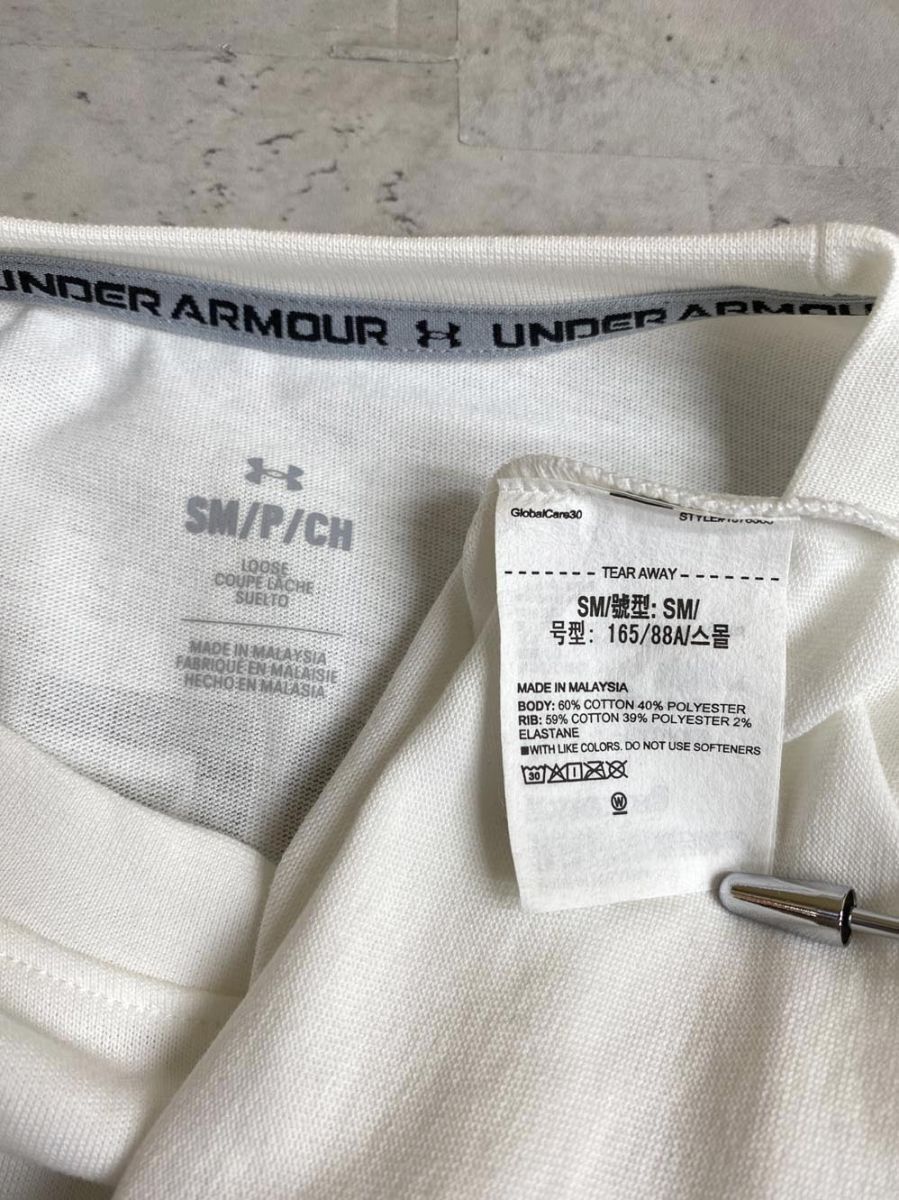 UNDER ARMOUR UNDER ARMOUR
SM/P/CH
LOOSE
COUPE LÂCHE
SUELTO
MADE IN MALAYSIA
FABRIQUÉ EN MALAISIE
HECHO EN MALASIA
GlobalCare30
TEAR AWAY
SM/號型: SM/
号型: 165/88A/스몰
MADE IN MALAYSIA
BODY: 60% COTTON 40% POLYESTER
RIB: 59% COTTON 39% POLYESTER 2%
ELASTANE
■WITH LIKE COLORS. DO NOT USE SOFTENERS
30
W